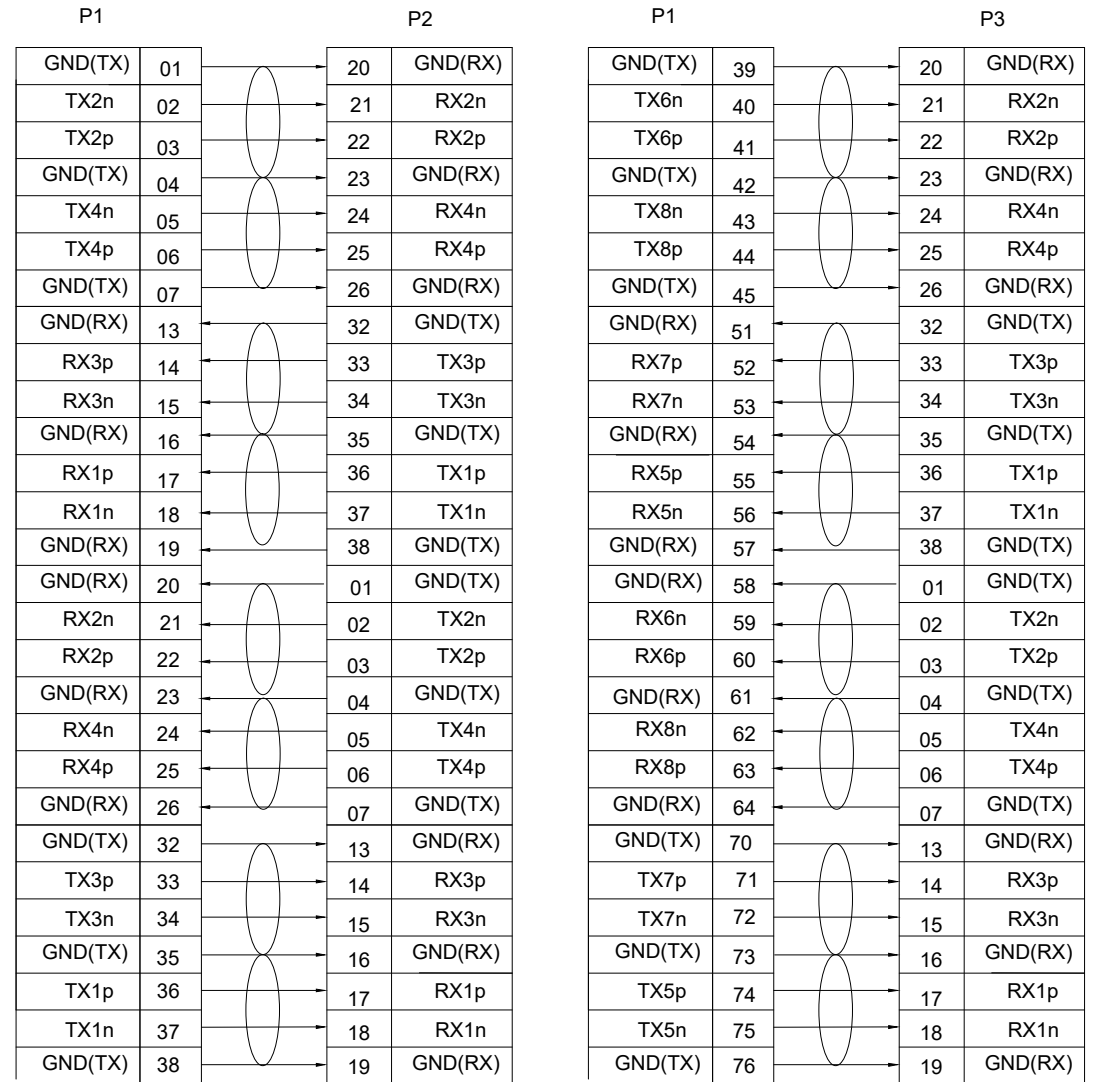 P1 P2 P1 P3
GND(TX) 01 20 GND(RX) GND(TX) 39 20 GND(RX)
TX2n 02 21 RX2n TX6n 40 21 RX2n
TX2p 03 22 RX2p TX6p 41 22 RX2p
GND(TX) 04 23 GND(RX) GND(TX) 42 23 GND(RX)
TX4n 05 24 RX4n TX8n 43 24 RX4n
TX4p 06 25 RX4p TX8p 44 25 RX4p
GND(TX) 07 26 GND(RX) GND(TX) 45 26 GND(RX)
GND(RX) 13 32 GND(TX) GND(RX) 51 32 GND(TX)
RX3p 14 33 TX3p RX7p 52 33 TX3p
RX3n 15 34 TX3n RX7n 53 34 TX3n
GND(RX) 16 35 GND(TX) GND(RX) 54 35 GND(TX)
RX1p 17 36 TX1p RX5p 55 36 TX1p
RX1n 18 37 TX1n RX5n 56 37 TX1n
GND(RX) 19 38 GND(TX) GND(RX) 57 38 GND(TX)
GND(RX) 20 01 GND(TX) GND(RX) 58 01 GND(TX)
RX2n 21 02 TX2n RX6n 59 02 TX2n
RX2p 22 03 TX2p RX6p 60 03 TX2p
GND(RX) 23 04 GND(TX) GND(RX) 61 04 GND(TX)
RX4n 24 05 TX4n RX8n 62 05 TX4n
RX4p 25 06 TX4p RX8p 63 06 TX4p
GND(RX) 26 07 GND(TX) GND(RX) 64 07 GND(TX)
GND(TX) 32 13 GND(RX) GND(TX) 70 13 GND(RX)
TX3p 33 14 RX3p TX7p 71 14 RX3p
TX3n 34 15 RX3n TX7n 72 15 RX3n
GND(TX) 35 16 GND(RX) GND(TX) 73 16 GND(RX)
TX1p 36 17 RX1p TX5p 74 17 RX1p
TX1n 37 18 RX1n TX5n 75 18 RX1n
GND(TX) 38 19 GND(RX) GND(TX) 76 19 GND(RX)